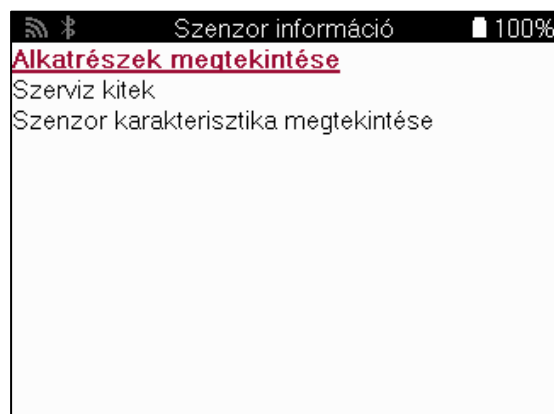 Szenzor információ 100%
Alkatrészek megtekintése
Szerviz kitek
Szenzor karakterisztika megtekintése